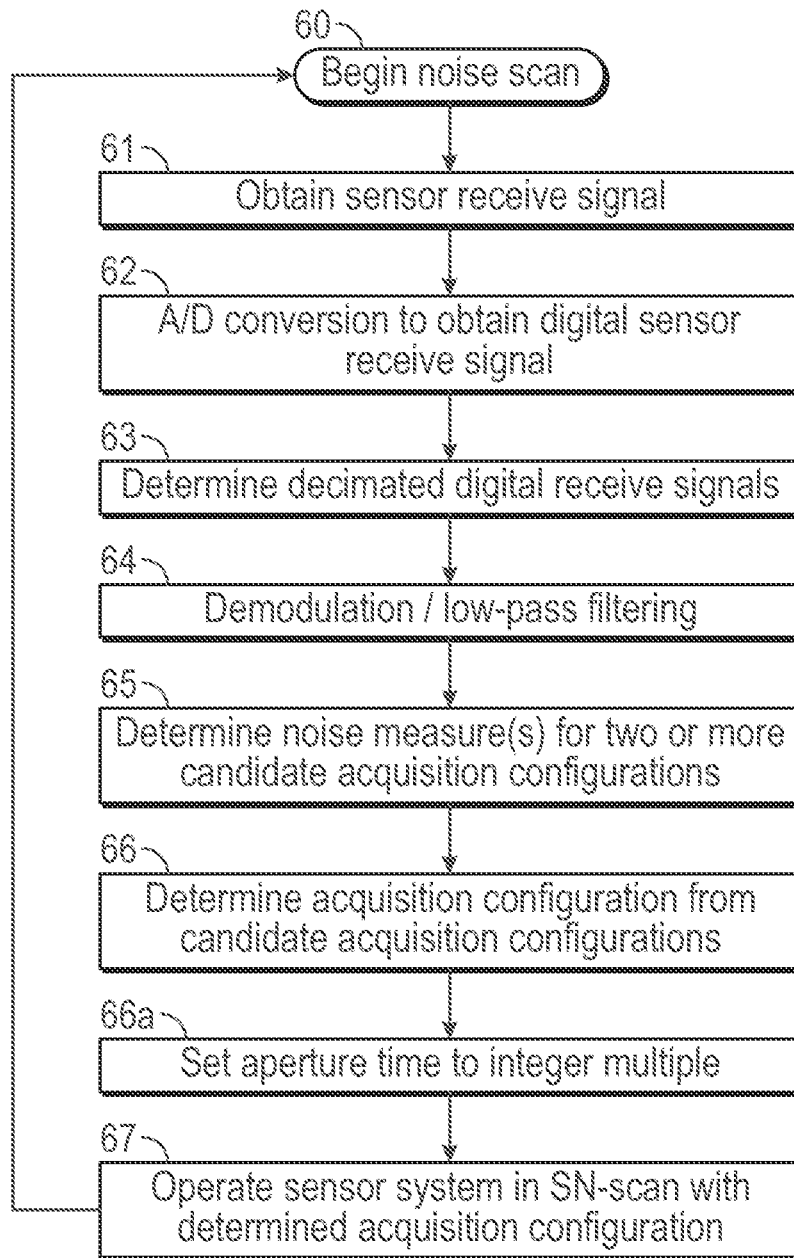 60
Begin noise scan
61
Obtain sensor receive signal
62
A/D conversion to obtain digital sensor
receive signal
63
Determine decimated digital receive signals
64
Demodulation / low-pass filtering
65
Determine noise measure(s) for two or more
candidate acquisition configurations
66
Determine acquisition configuration from
candidate acquisition configurations
66a
Set aperture time to integer multiple
67
Operate sensor system in SN-scan with
determined acquisition configuration